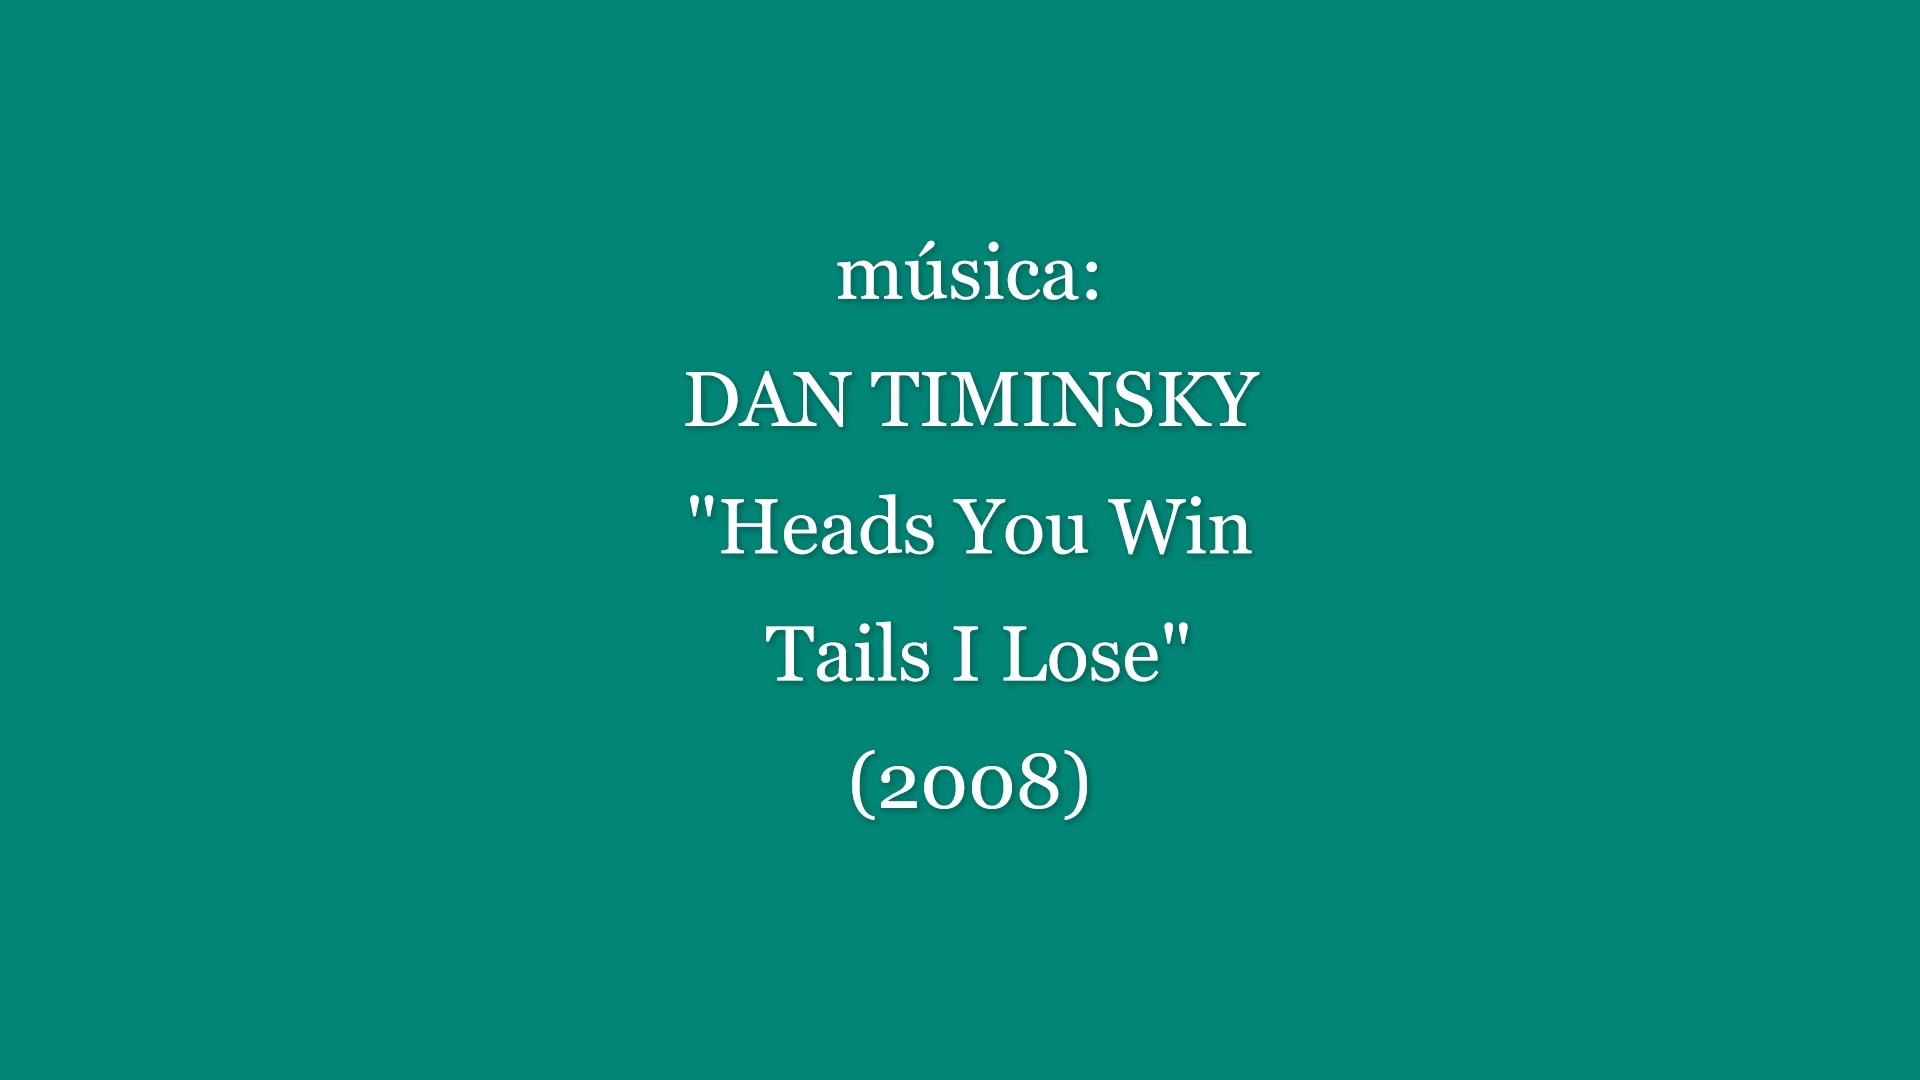 música:
DAN TIMINSKY
"Heads You Win
Tails I Lose"
(2008)